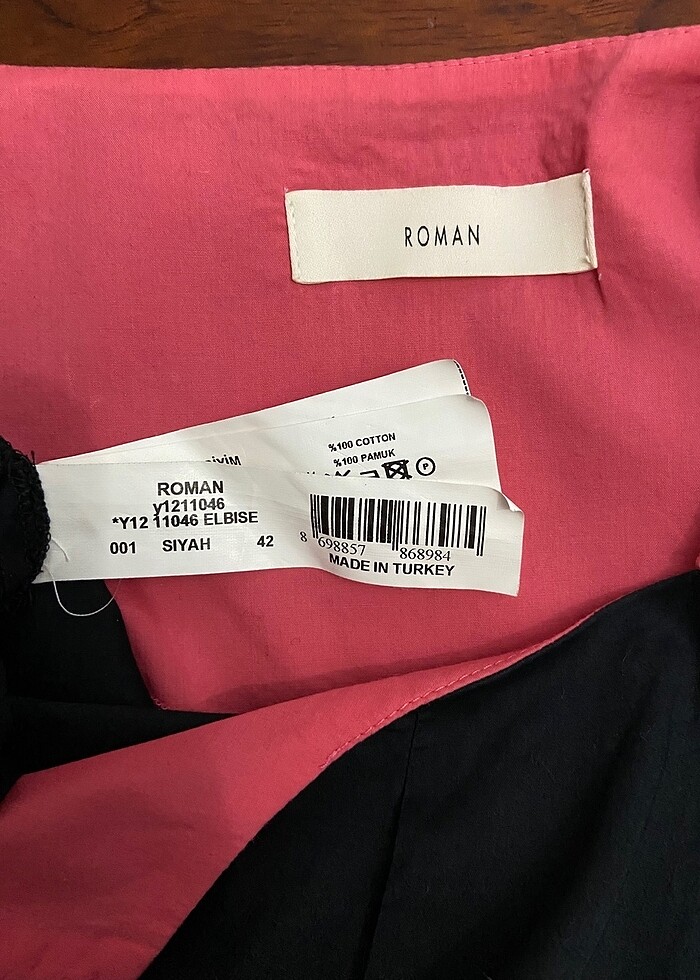 ROMAN
%100 COTTON
%100 PAMUK
P
ROMAN
y1211046
*Y12 11046 ELBISE
001 SIYAH 42
8 698857 868984
MADE IN TURKEY